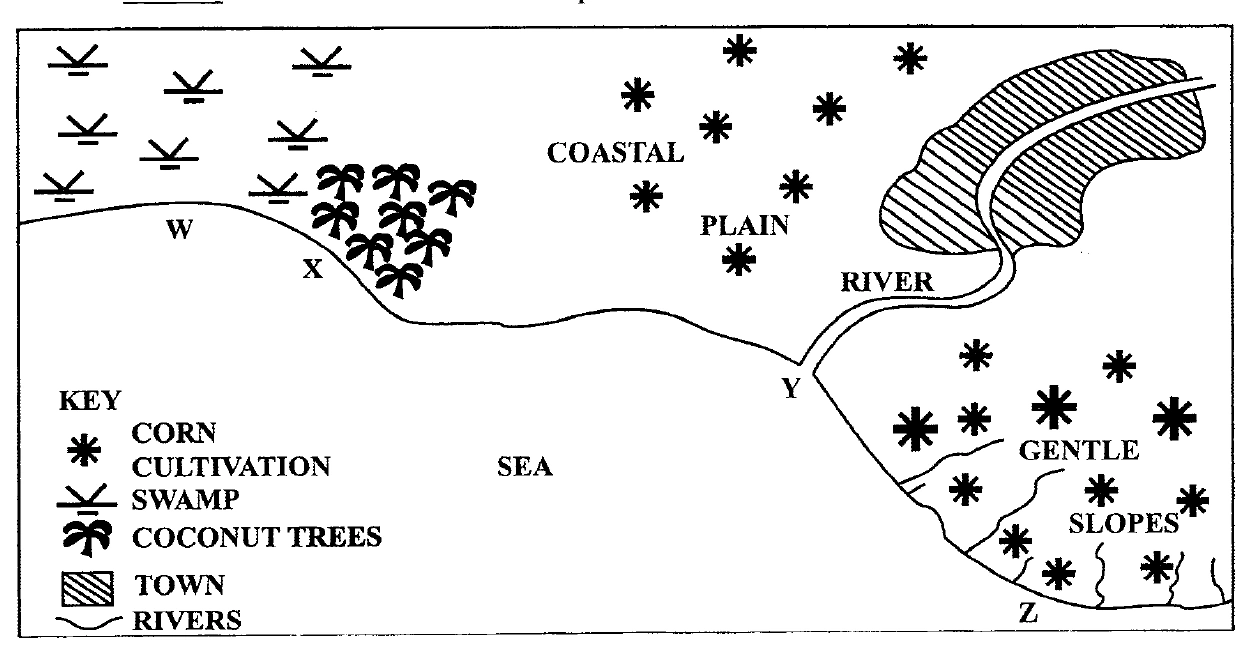 COASTAL
PLAIN
W
X
RIVER
Y
KEY
CORN
CULTIVATION
SWAMP
COCONUT TREES
TOWN
RIVERS
SEA
GENTLE
SLOPES
Z